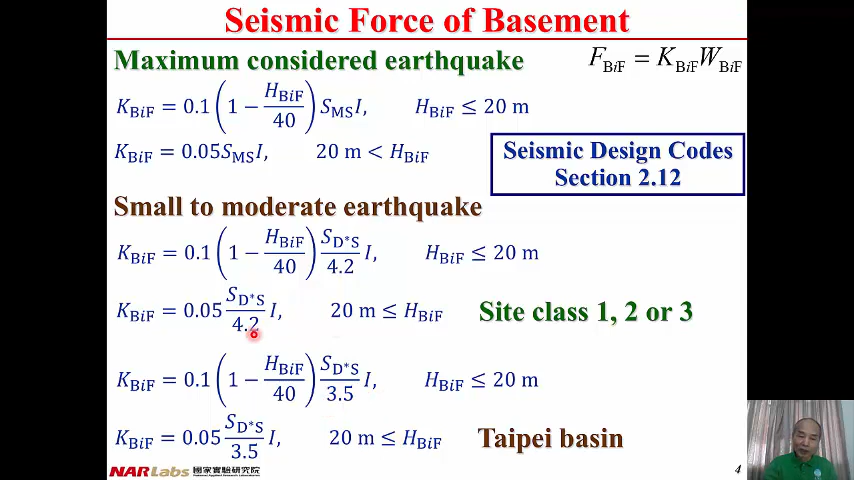 Seismic Force of Basement
Maximum considered earthquake
F_BiF = K_BiF W_BiF
K_BiF = 0.1 (1 − H_BiF/40) S_MS I, H_BiF ≤ 20 m
K_BiF = 0.05 S_MS I, 20 m < H_BiF
Seismic Design Codes
Section 2.12
Small to moderate earthquake
K_BiF = 0.1 (1 − H_BiF/40) S_D*S/4.2 I, H_BiF ≤ 20 m
K_BiF = 0.05 S_D*S/4.2 I, 20 m ≤ H_BiF
Site class 1, 2 or 3
K_BiF = 0.1 (1 − H_BiF/40) S_D*S/3.5 I, H_BiF ≤ 20 m
K_BiF = 0.05 S_D*S/3.5 I, 20 m ≤ H_BiF
Taipei basin
NARLabs 國家實驗研究院
4